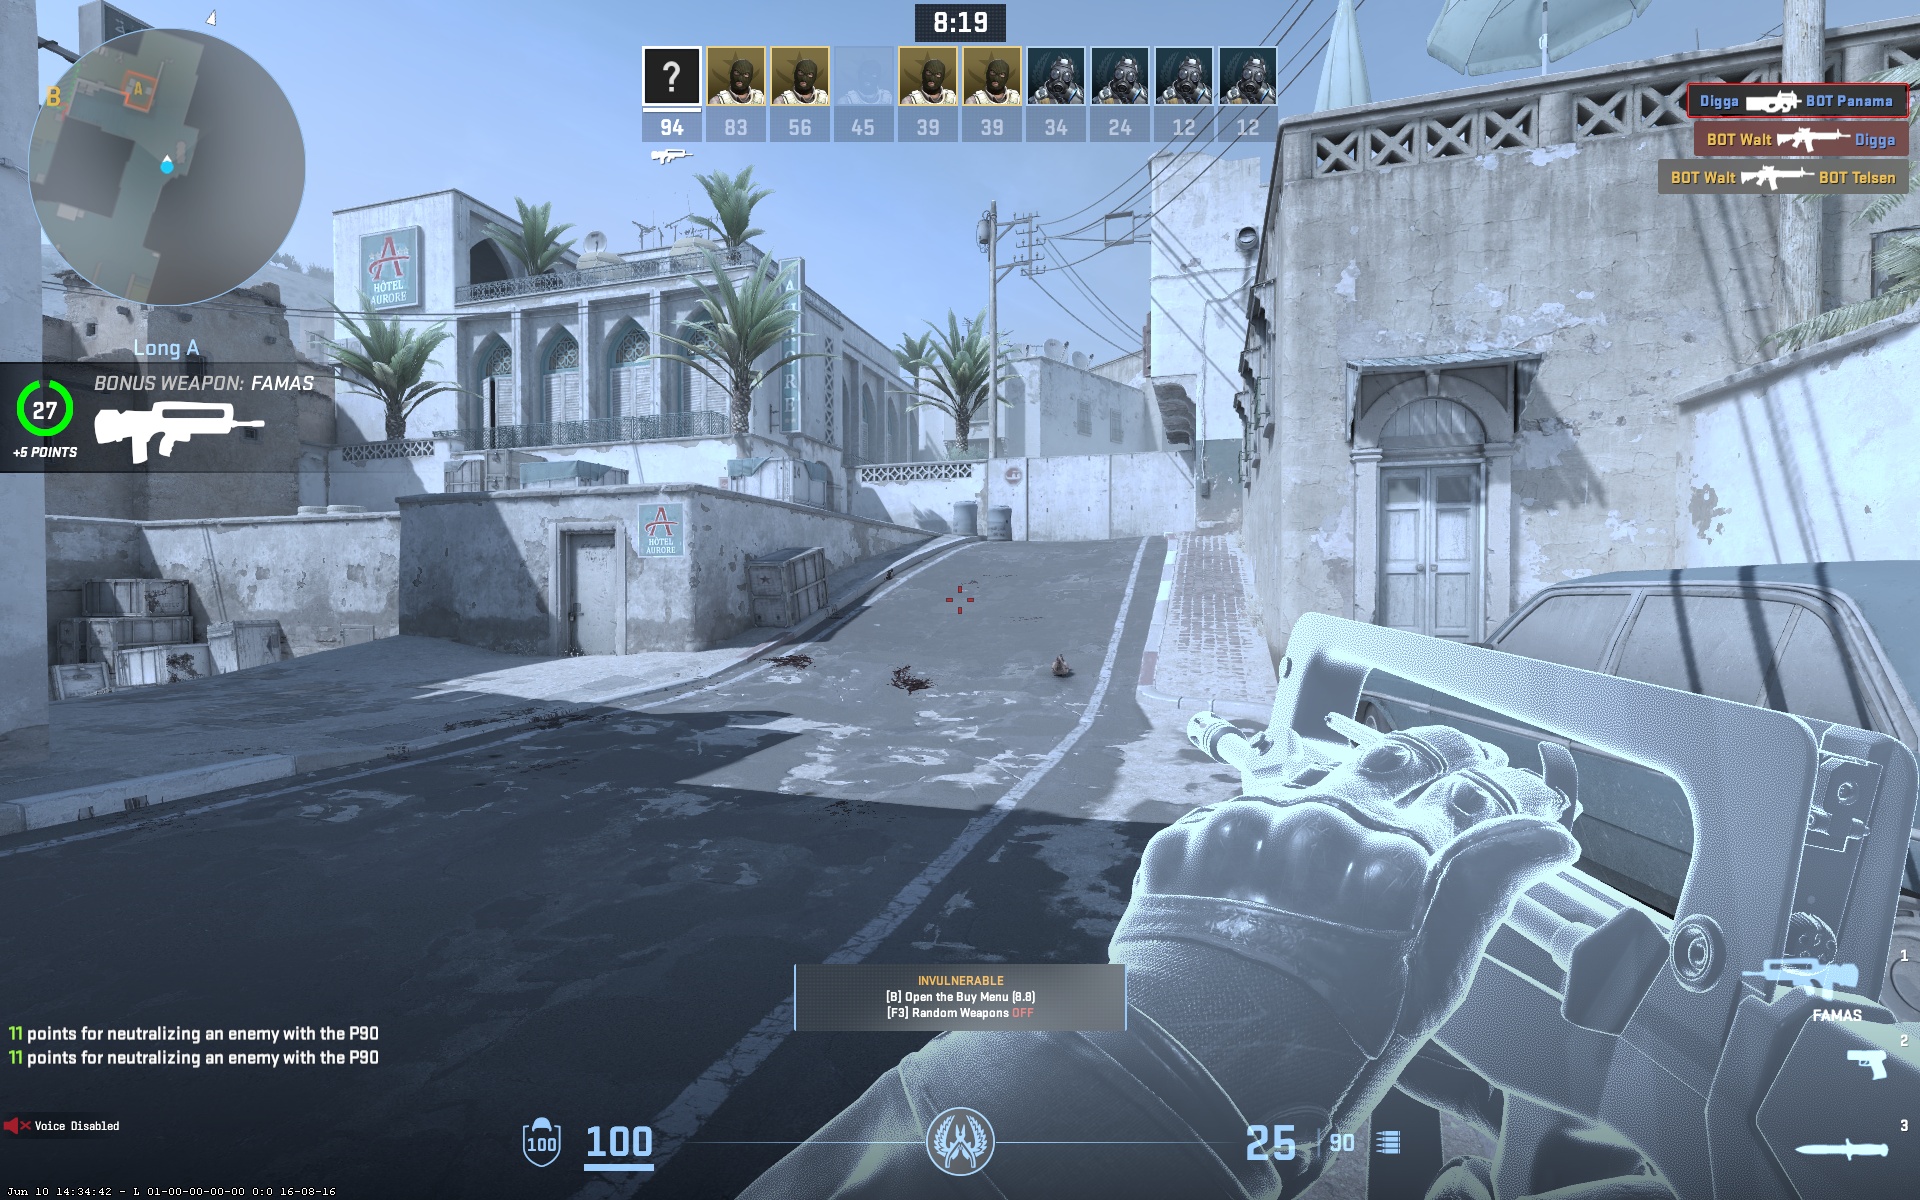 8:19
?
94 83 56 45 39 39 34 24 12 12
B
A
Digga BOT Panama
BOT Walt Digga
BOT Walt BOT Telsen
A
HÔTEL
AURORE
Long A
BONUS WEAPON: FAMAS
27
+5 POINTS
A
HÔTEL
AURORE
INVULNERABLE
[B] Open the Buy Menu (8.8)
[F3] Random Weapons OFF
11 points for neutralizing an enemy with the P90
11 points for neutralizing an enemy with the P90
1
FAMAS
2
3
Voice Disabled
100 100
25 | 90
Jun 10 14:34:42 - L 01-00-00-00-00 0:0 16-08-16